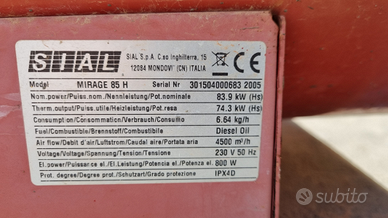 SIAL
SIAL S.p.A. C.so Inghilterra, 15
12084 MONDOVI' (CN) ITALIA
Model MIRAGE 85 H Serial Nr 301504000683 2005
Nom.power/Puiss.nom./Nennleistung/Pot.nominale 83.9 kW (Hs)
Therm.output/Puiss.utile/Heizleistung/Pot.resa 74.3 kW (Hs)
Consumption/Consommation/Verbrauch/Consumo 6.64 kg/h
Fuel/Combustible/Brennstoff/Combustibile Diesel Oil
Air flow/Debit d'air/Luftstrom/Caudal aire/Portata aria 4500 m³/h
Voltage/Voltage/Spannung/Tension/Tensione 230 V 50 Hz
El.power/Puissance el./El.Leistung/Potencia el./Potenza el. 800 W
Prot. degree/Degre prot./Schutzart/Grado protezione IPX4D
subito